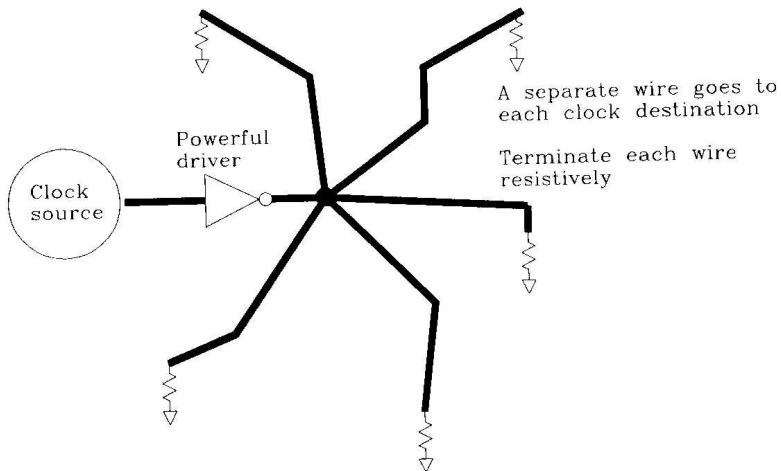 A separate wire goes to
each clock destination
Terminate each wire
resistively
Powerful
driver
Clock
source